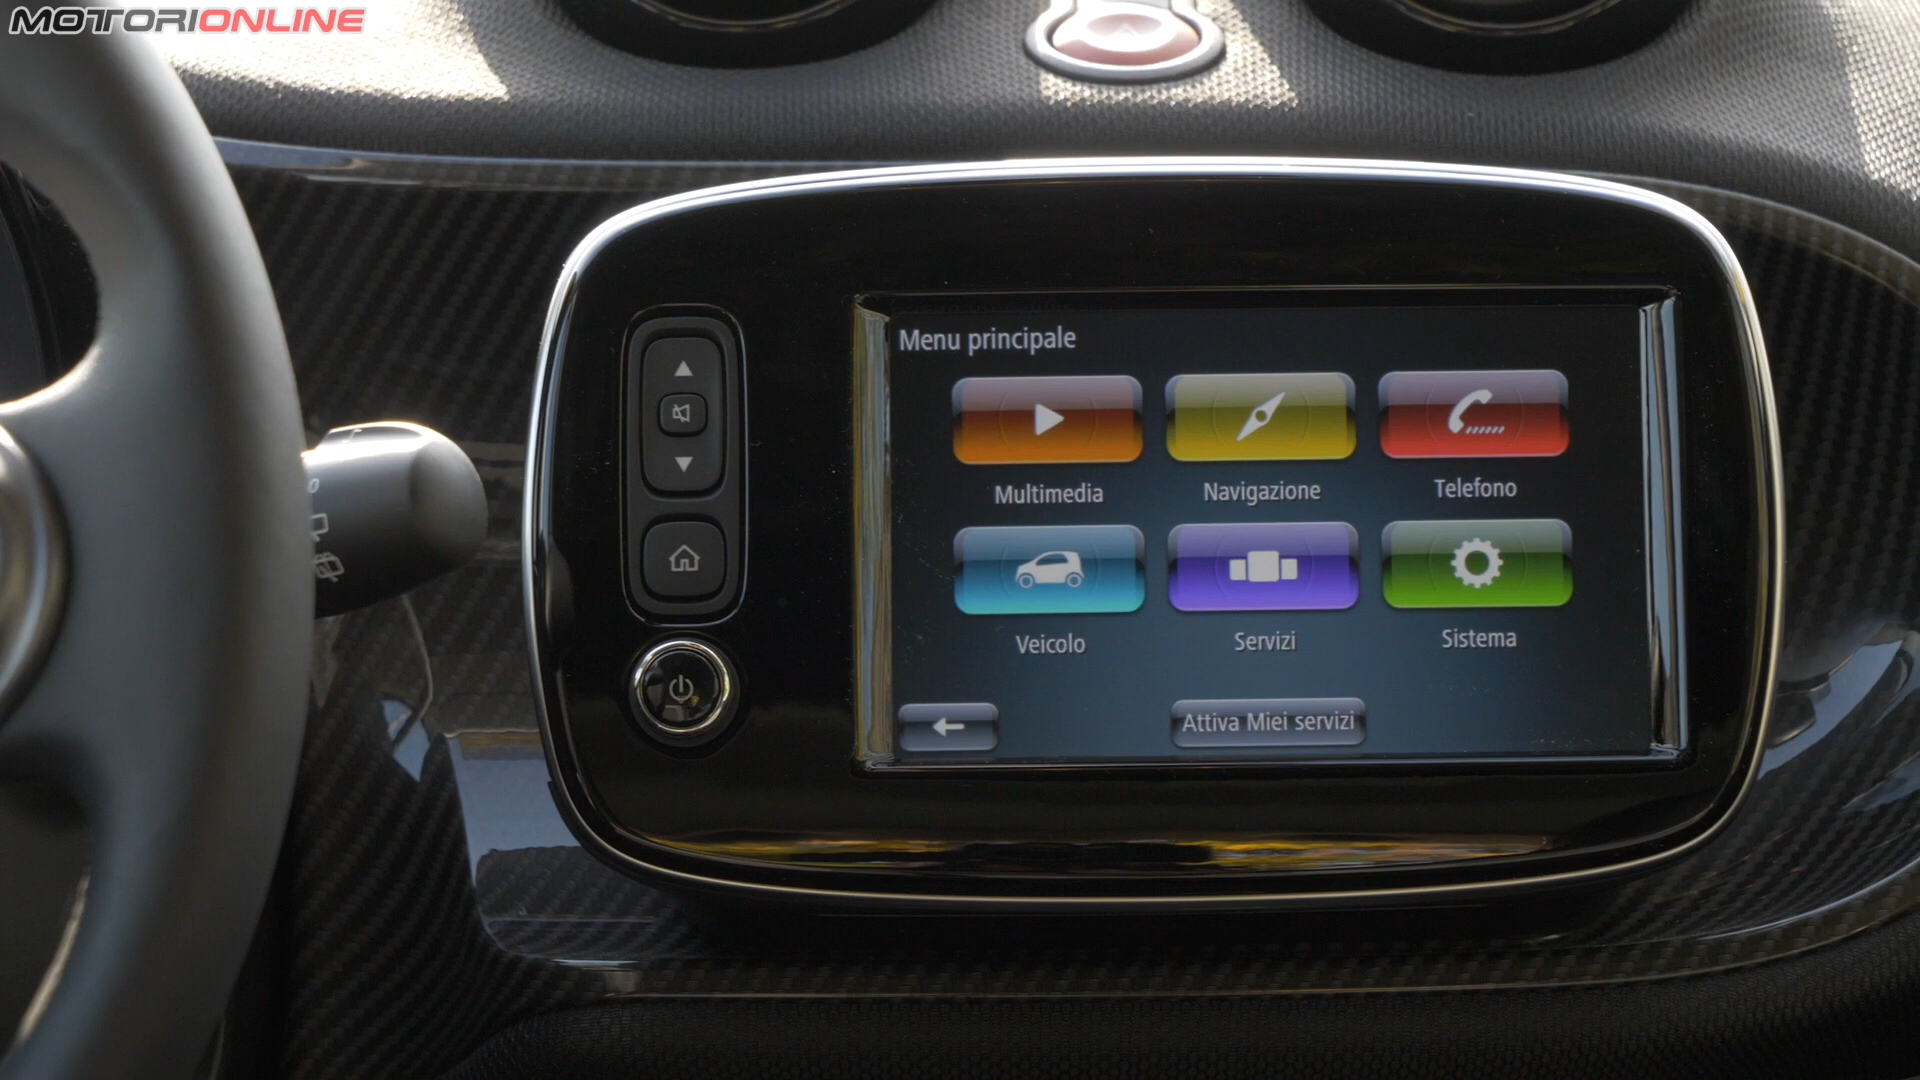 MOTORIONLINE
Menu principale
Multimedia
Navigazione
Telefono
Veicolo
Servizi
Sistema
Attiva Miei servizi